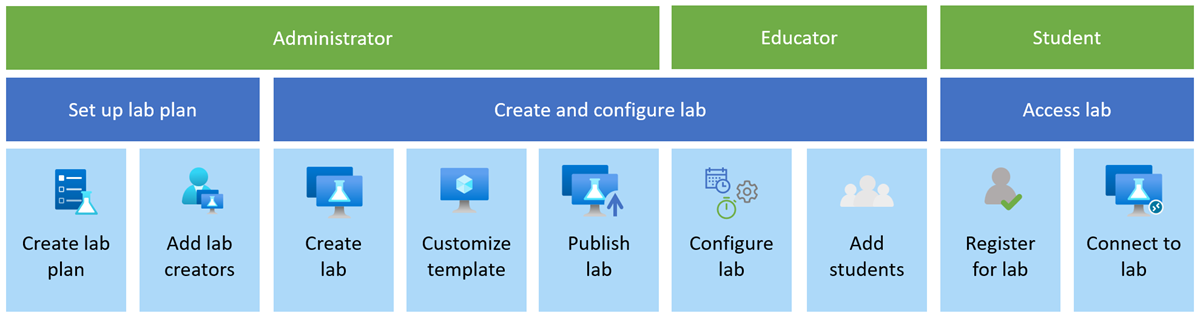 Administrator
Educator
Student
Set up lab plan
Create and configure lab
Access lab
Create lab
plan
Add lab
creators
Create
lab
Customize
template
Publish
lab
Configure
lab
Add
students
Register
for lab
Connect to
lab